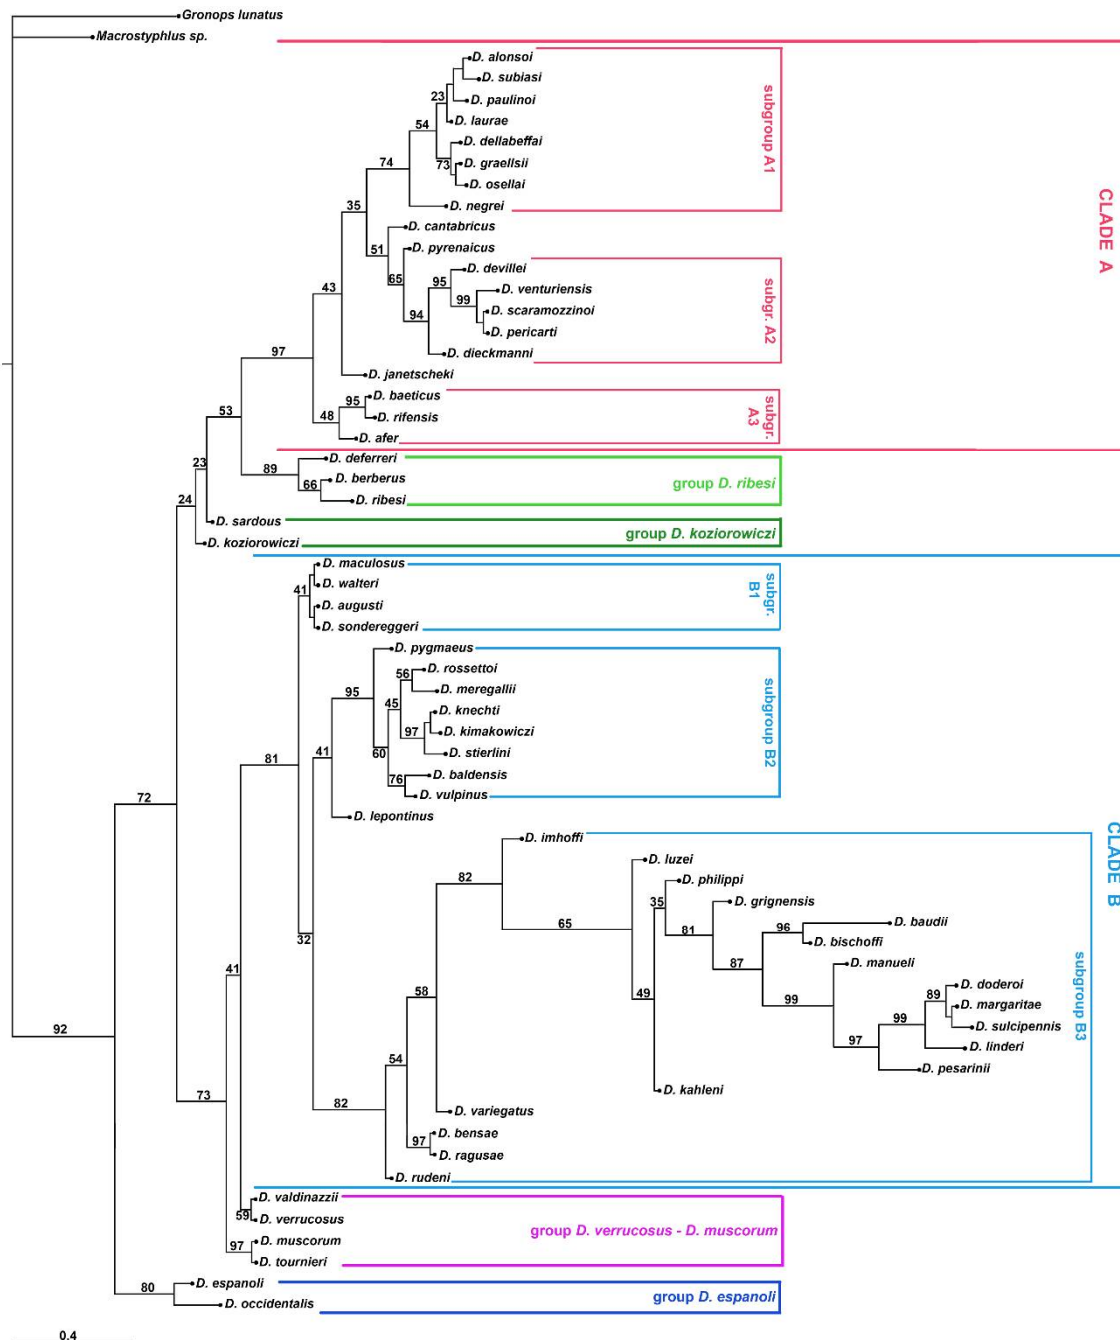 Gronops lunatus
Macrostyphlus sp.
D. alonsoi
D. subiasi
23
D. paulinoi
D. laurae
54
D. dellabeffai
73
D. graellsii
D. osellai
74
D. negrei
subgroup A1
35
D. cantabricus
51
D. pyrenaicus
65
D. devillei
95
D. venturiensis
99
D. scaramozzinoi
94
D. pericarti
D. dieckmanni
subgr. A2
43
D. janetscheki
97
D. baeticus
95
D. rifensis
48
D. afer
subgr.
A3
CLADE A
53
D. deferreri
89
D. berberus
66
D. ribesi
group D. ribesi
23
D. sardous
24
D. koziorowiczi
group D. koziorowiczi
D. maculosus
41
D. walteri
D. augusti
D. sondereggeri
subgr.
B1
D. pygmaeus
D. rossettoi
56
D. meregallii
95
45
D. knechti
97
D. kimakowiczi
60
D. stierlini
76
D. baldensis
D. vulpinus
subgroup B2
41
81
D. lepontinus
72
D. imhoffi
82
D. luzei
D. philippi
35
D. grignensis
65
81
96
D. baudii
D. bischoffi
87
D. manueli
49
99
D. doderoi
89
D. margaritae
99
D. sulcipennis
97
D. linderi
D. pesarinii
D. kahleni
58
D. variegatus
54
D. bensae
97
D. ragusae
82
D. rudeni
32
subgroup B3
CLADE B
41
92
73
D. valdinazzii
59
D. verrucosus
D. muscorum
97
D. tournieri
group D. verrucosus - D. muscorum
D. espanoli
80
D. occidentalis
group D. espanoli
0.4